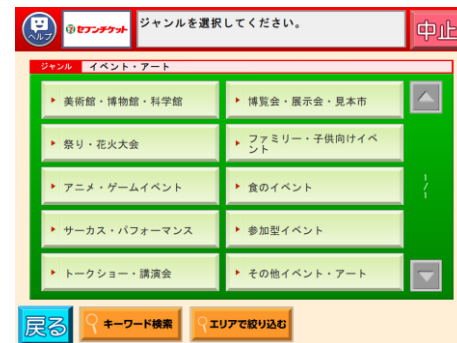 ヘルプ
セブンチケット
ジャンルを選択してください。
中止
ジャンル イベント・アート
美術館・博物館・科学館
博覧会・展示会・見本市
祭り・花火大会
ファミリー・子供向けイベ
ント
アニメ・ゲームイベント
食のイベント
1/1
サーカス・パフォーマンス
参加型イベント
トークショー・講演会
その他イベント・アート
戻る
キーワード検索
エリアで絞り込む